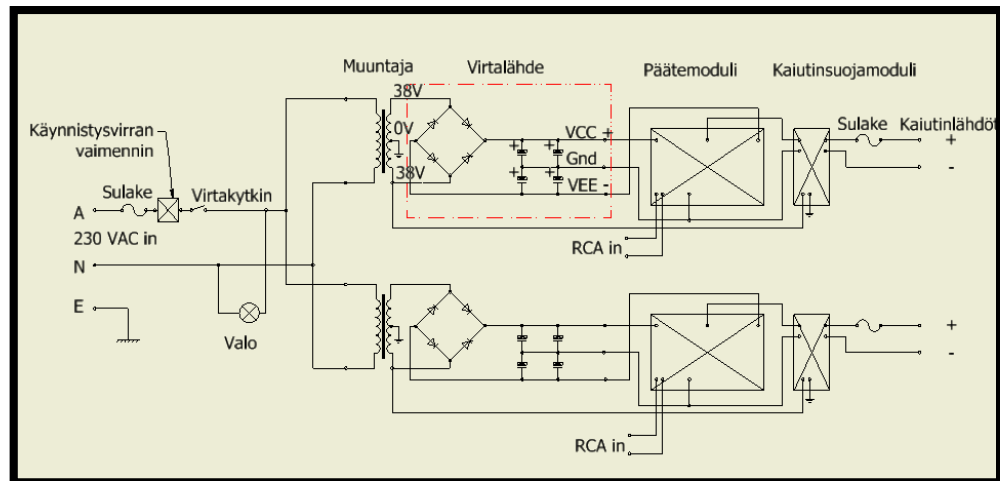 Muuntaja
Virtalähde
Päätemoduli
Kaiutinsuojamoduli
38V
0V
38V
Käynnistysvirran
vaimennin
VCC +
Gnd
VEE -
Sulake
Kaiutinlähdöt
+
-
Sulake
Virtakytkin
A
230 VAC in
N
E
Valo
RCA in
+
+
+
+
+
-
RCA in